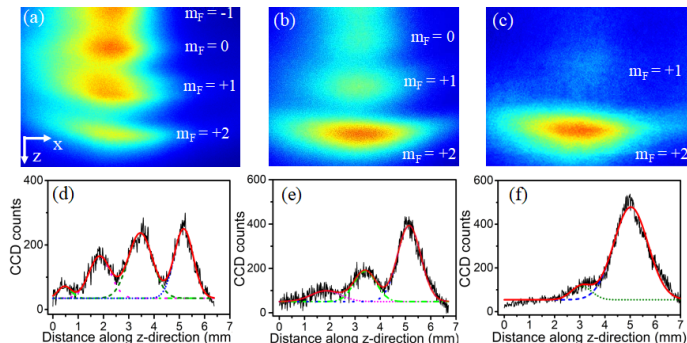 (a)
m_F = -1
m_F = 0
m_F = +1
m_F = +2
x
z
(b)
m_F = 0
m_F = +1
m_F = +2
(c)
m_F = +1
m_F = +2
(d)
CCD counts
400
200
0
0 1 2 3 4 5 6 7
Distance along z-direction (mm)
(e)
CCD counts
600
400
200
0
0 1 2 3 4 5 6 7
Distance along z-direction (mm)
(f)
CCD counts
600
400
200
0
0 1 2 3 4 5 6 7
Distance along z-direction (mm)